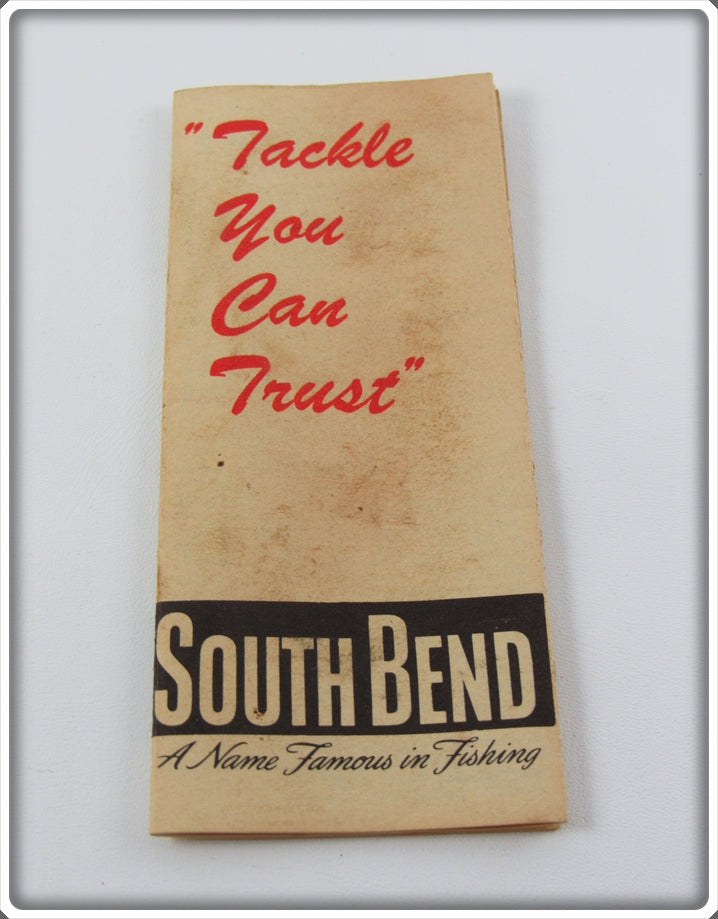 "Tackle
You
Can
Trust"
SOUTH BEND
A Name Famous in Fishing